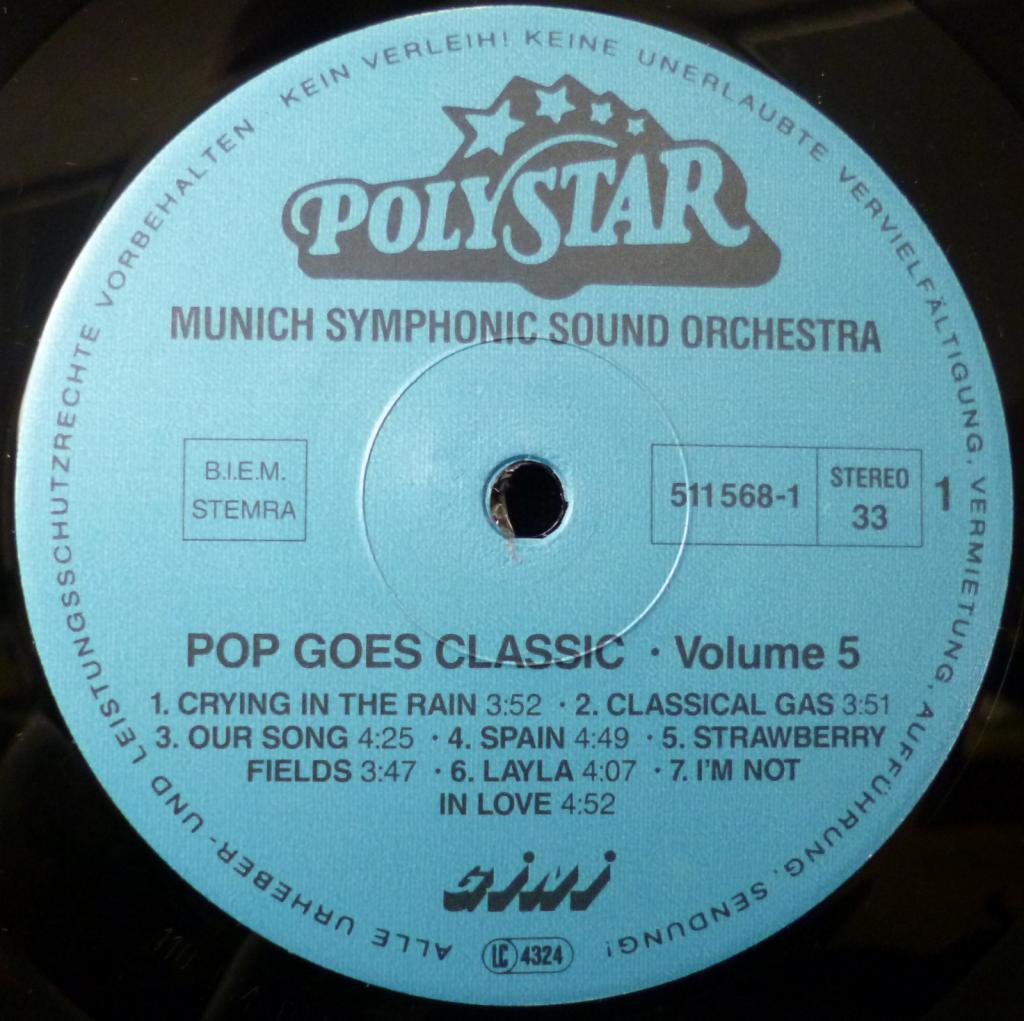 ALLE URHEBER- UND LEISTUNGSSCHUTZRECHTE VORBEHALTEN · KEIN VERLEIH! KEINE UNERLAUBTE VERVIELFÄLTIGUNG, VERMIETUNG, AUFFÜHRUNG, SENDUNG!
POLYSTAR
MUNICH SYMPHONIC SOUND ORCHESTRA
B.I.E.M.
STEMRA
511 568-1
STEREO
33
1
POP GOES CLASSIC · Volume 5
1. CRYING IN THE RAIN 3:52 · 2. CLASSICAL GAS 3:51
3. OUR SONG 4:25 · 4. SPAIN 4:49 · 5. STRAWBERRY
FIELDS 3:47 · 6. LAYLA 4:07 · 7. I'M NOT
IN LOVE 4:52
LC 4324